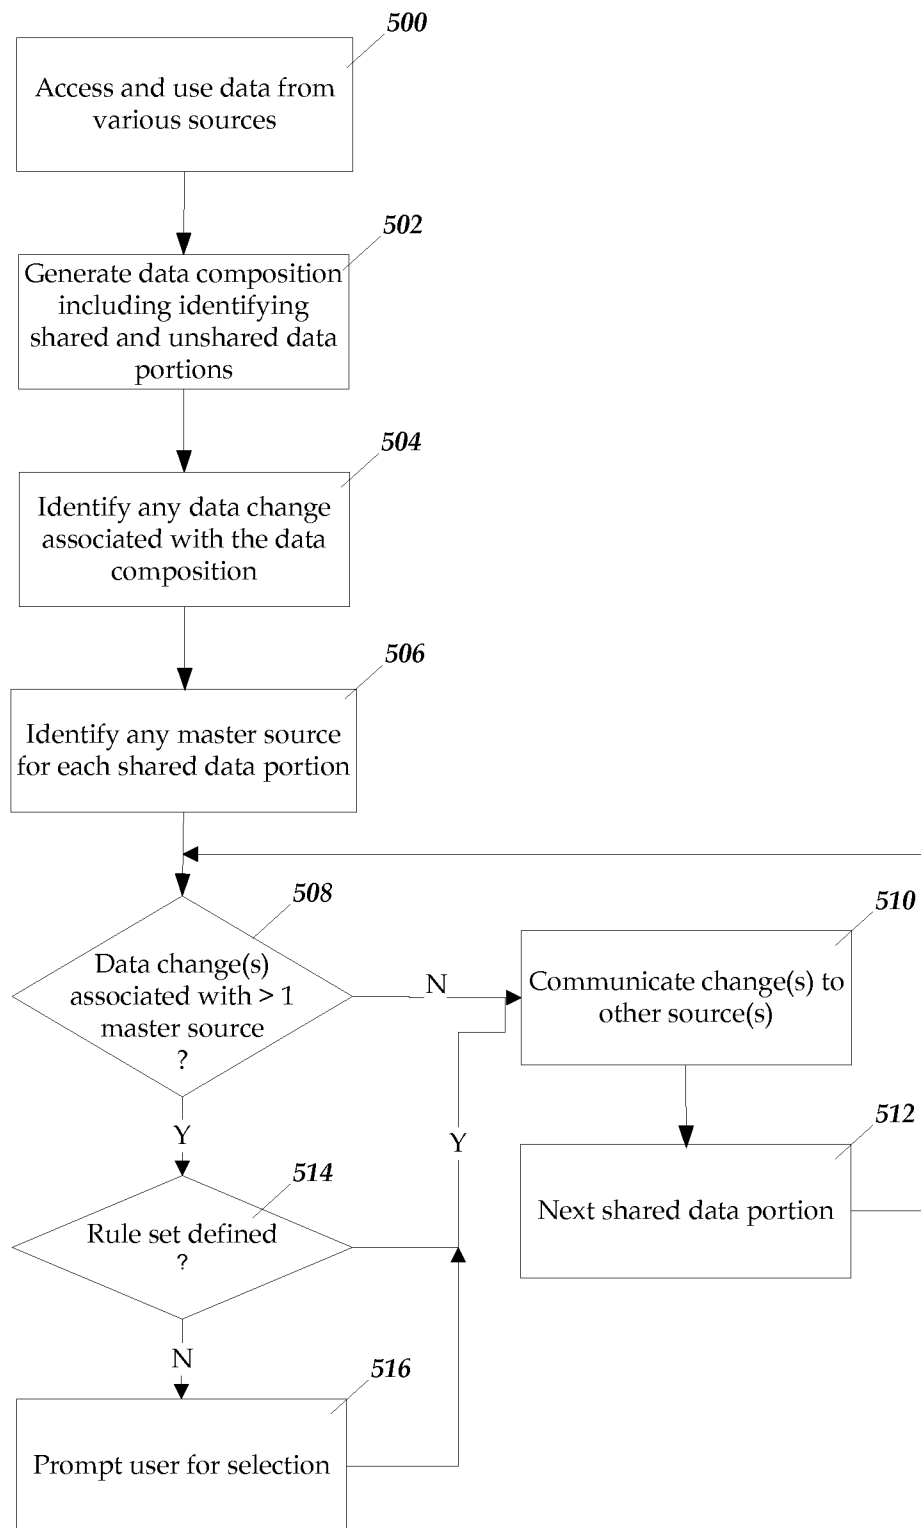 500
Access and use data from
various sources
502
Generate data composition
including identifying
shared and unshared data
portions
504
Identify any data change
associated with the data
composition
506
Identify any master source
for each shared data portion
508
Data change(s)
associated with > 1
master source
?
N
510
Communicate change(s) to
other source(s)
Y
Y
512
Next shared data portion
514
Rule set defined
?
N
516
Prompt user for selection